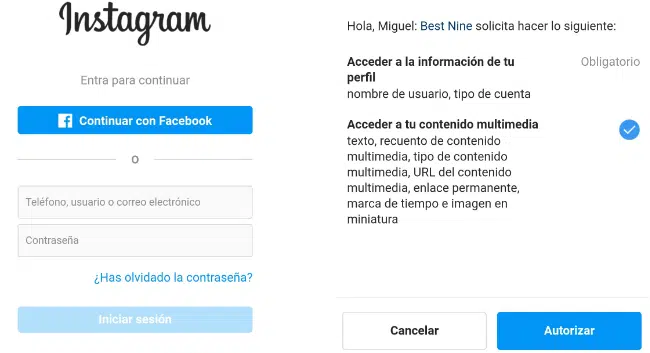 Instagram
Entra para continuar
Continuar con Facebook
O
Teléfono, usuario o correo electrónico
Contraseña
¿Has olvidado la contraseña?
Iniciar sesión
Hola, Miguel: Best Nine solicita hacer lo siguiente:
Acceder a la información de tu
perfil
Obligatorio
nombre de usuario, tipo de cuenta
Acceder a tu contenido multimedia
texto, recuento de contenido
multimedia, tipo de contenido
multimedia, URL del contenido
multimedia, enlace permanente,
marca de tiempo e imagen en
miniatura
Cancelar
Autorizar